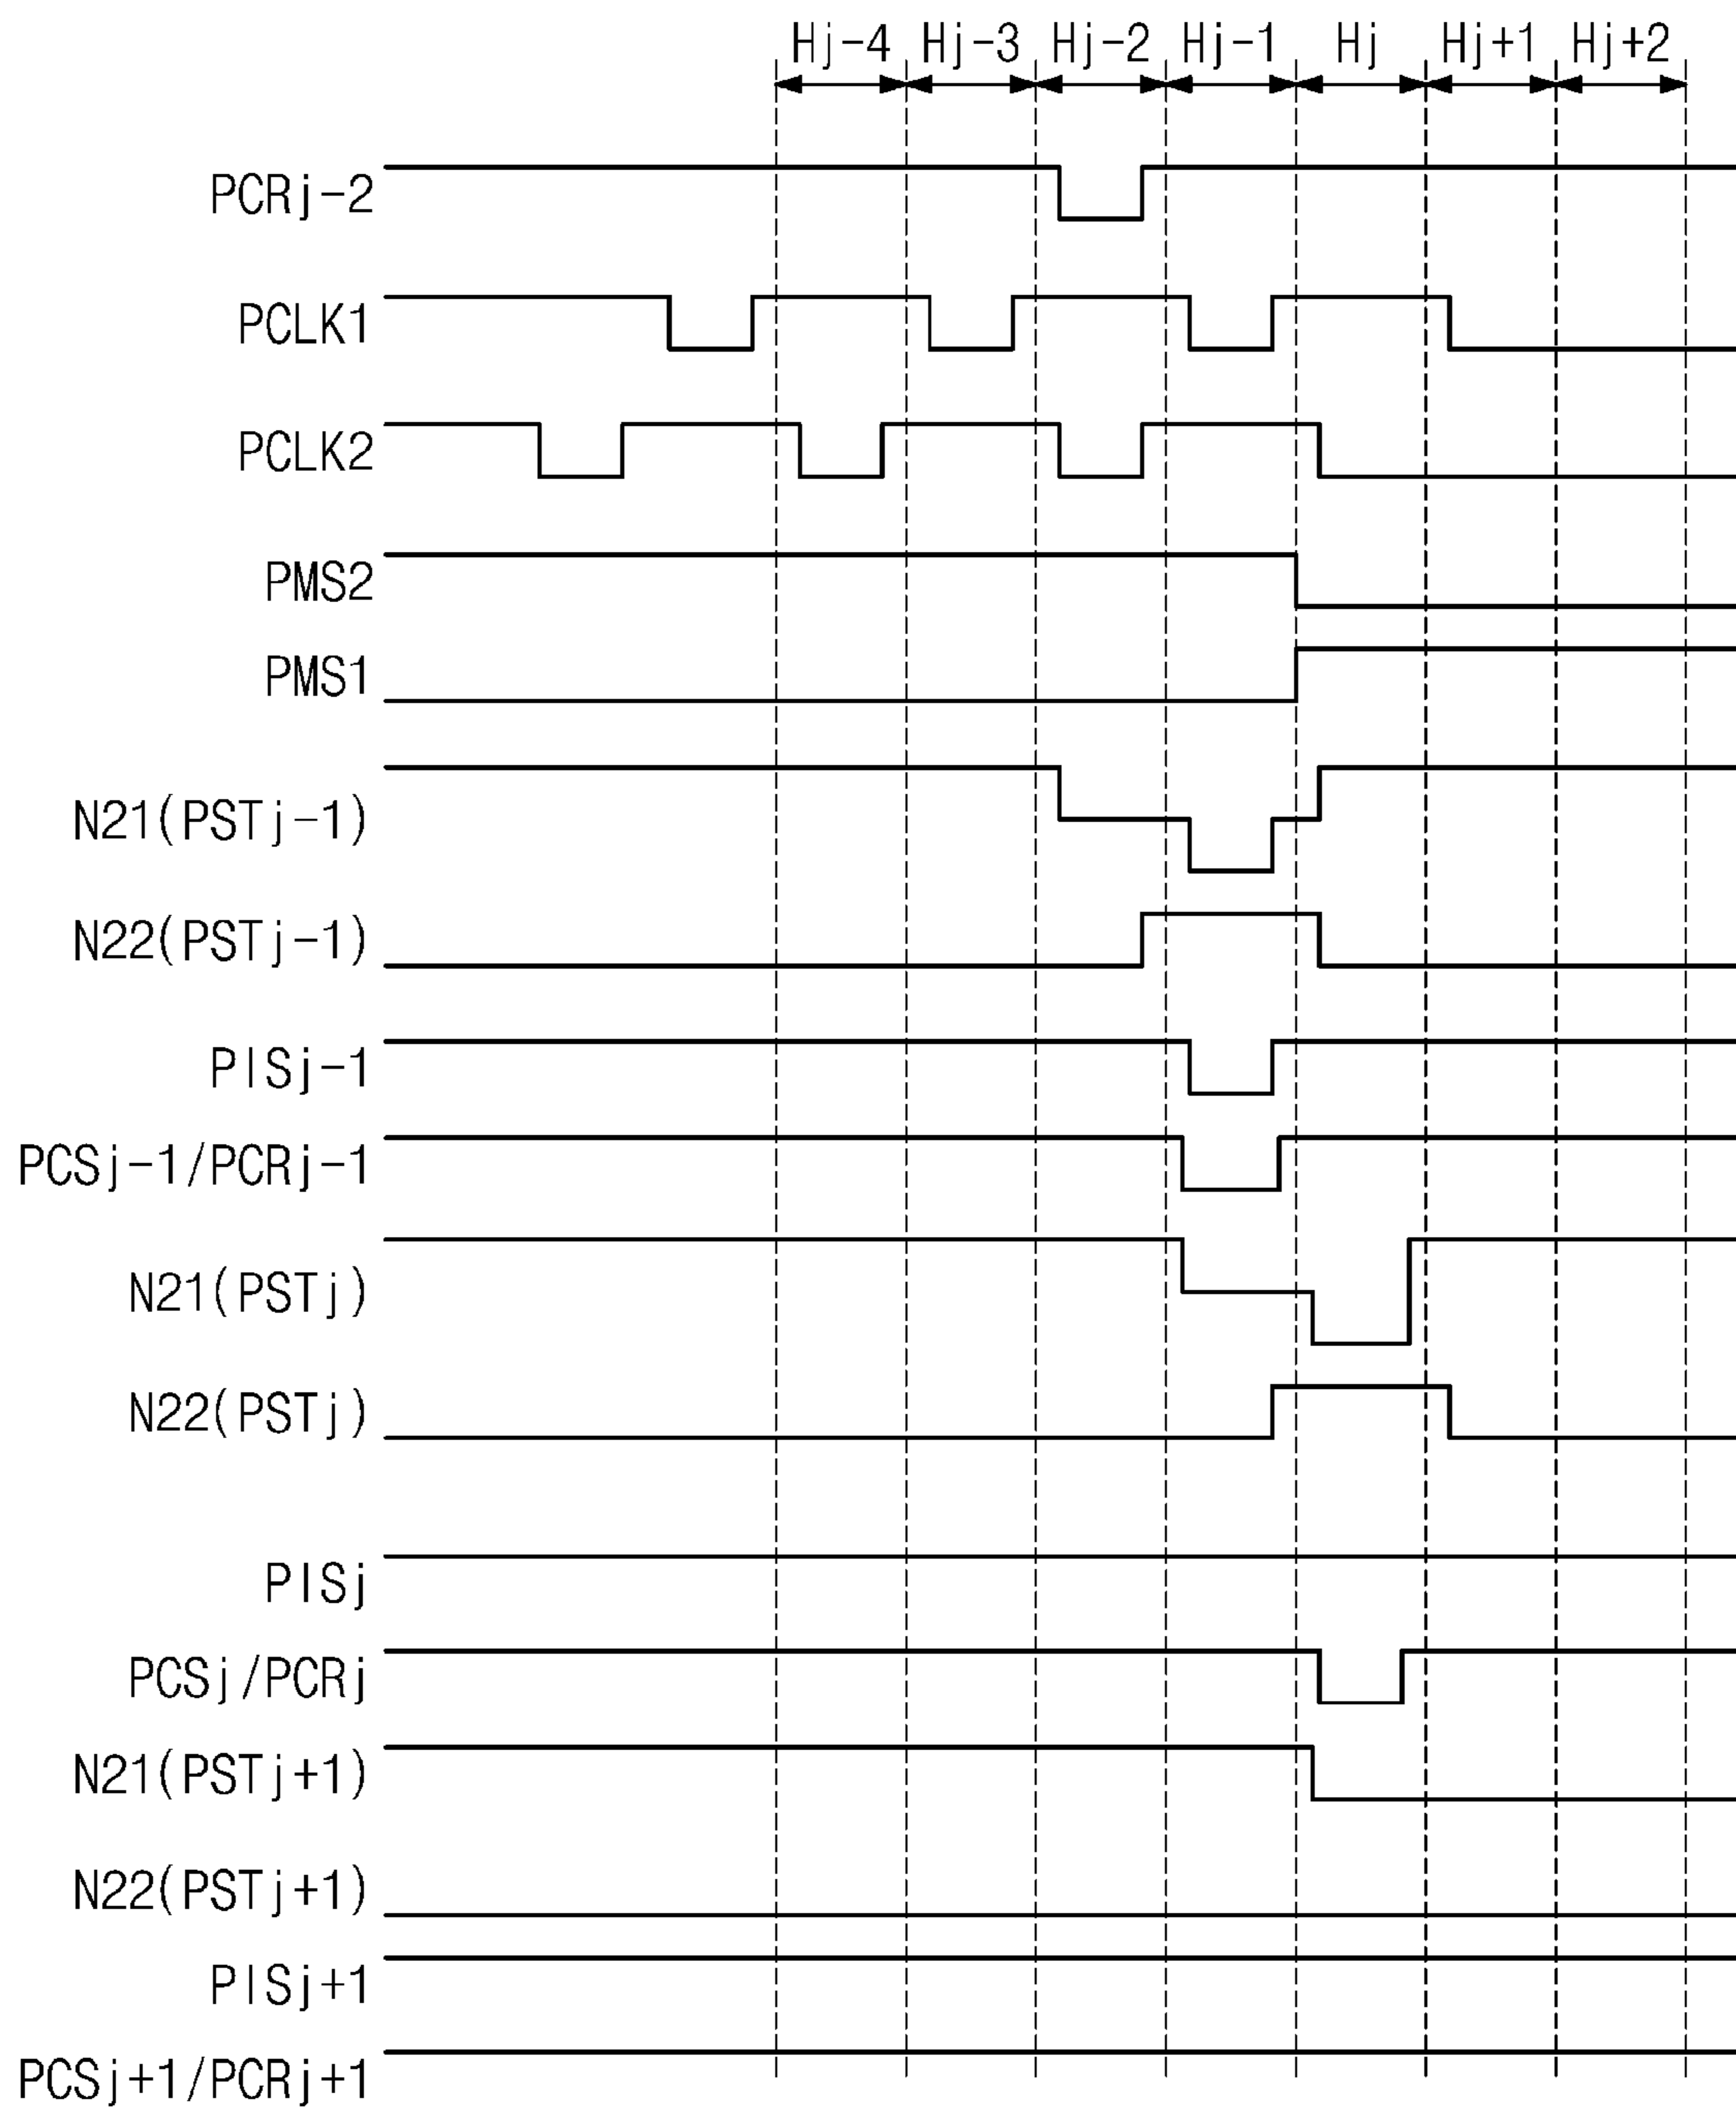 Hj-4 Hj-3 Hj-2 Hj-1 Hj Hj+1 Hj+2
PCRj-2
PCLK1
PCLK2
PMS2
PMS1
N21(PSTj-1)
N22(PSTj-1)
PISj-1
PCSj-1/PCRj-1
N21(PSTj)
N22(PSTj)
PISj
PCSj/PCRj
N21(PSTj+1)
N22(PSTj+1)
PISj+1
PCSj+1/PCRj+1